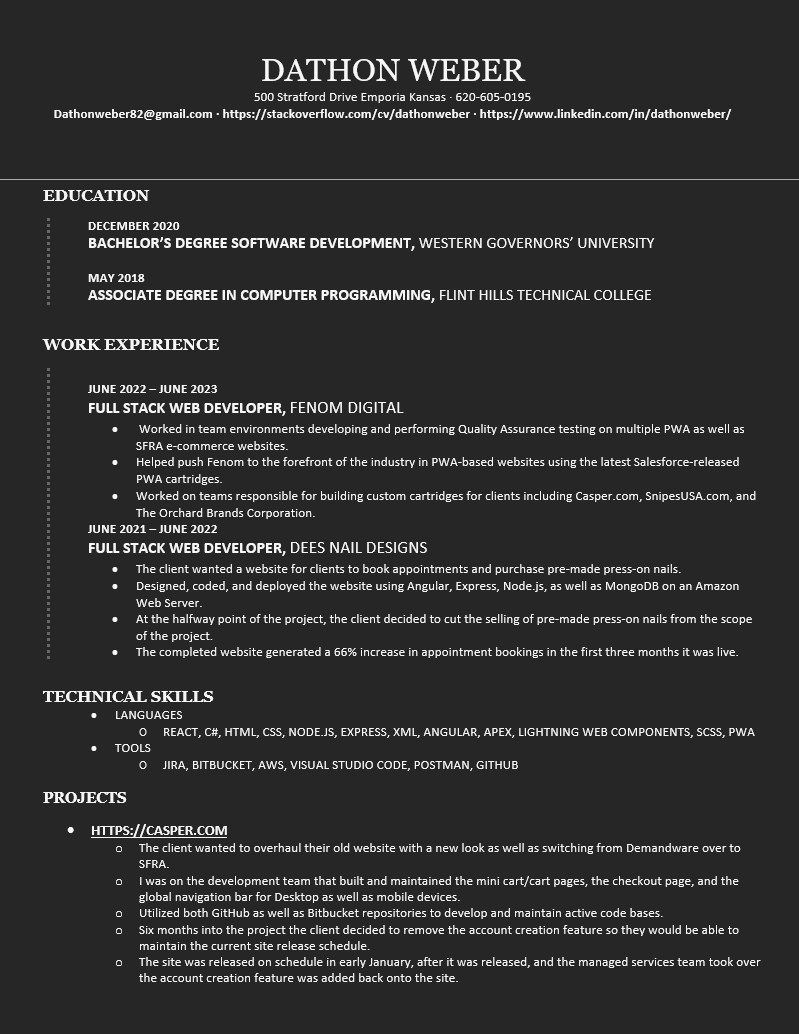 DATHON WEBER
500 Stratford Drive Emporia Kansas · 620-605-0195
Dathonweber82@gmail.com · https://stackoverflow.com/cv/dathonweber · https://www.linkedin.com/in/dathonweber/
EDUCATION
DECEMBER 2020
BACHELOR’S DEGREE SOFTWARE DEVELOPMENT, WESTERN GOVERNORS’ UNIVERSITY
MAY 2018
ASSOCIATE DEGREE IN COMPUTER PROGRAMMING, FLINT HILLS TECHNICAL COLLEGE
WORK EXPERIENCE
JUNE 2022 – JUNE 2023
FULL STACK WEB DEVELOPER, FENOM DIGITAL
• Worked in team environments developing and performing Quality Assurance testing on multiple PWA as well as
SFRA e-commerce websites.
• Helped push Fenom to the forefront of the industry in PWA-based websites using the latest Salesforce-released
PWA cartridges.
• Worked on teams responsible for building custom cartridges for clients including Casper.com, SnipesUSA.com, and
The Orchard Brands Corporation.
JUNE 2021 – JUNE 2022
FULL STACK WEB DEVELOPER, DEES NAIL DESIGNS
• The client wanted a website for clients to book appointments and purchase pre-made press-on nails.
• Designed, coded, and deployed the website using Angular, Express, Node.js, as well as MongoDB on an Amazon
Web Server.
• At the halfway point of the project, the client decided to cut the selling of pre-made press-on nails from the scope
of the project.
• The completed website generated a 66% increase in appointment bookings in the first three months it was live.
TECHNICAL SKILLS
• LANGUAGES
o REACT, C#, HTML, CSS, NODE.JS, EXPRESS, XML, ANGULAR, APEX, LIGHTNING WEB COMPONENTS, SCSS, PWA
• TOOLS
o JIRA, BITBUCKET, AWS, VISUAL STUDIO CODE, POSTMAN, GITHUB
PROJECTS
• HTTPS://CASPER.COM
o The client wanted to overhaul their old website with a new look as well as switching from Demandware over to
SFRA.
o I was on the development team that built and maintained the mini cart/cart pages, the checkout page, and the
global navigation bar for Desktop as well as mobile devices.
o Utilized both GitHub as well as Bitbucket repositories to develop and maintain active code bases.
o Six months into the project the client decided to remove the account creation feature so they would be able to
maintain the current site release schedule.
o The site was released on schedule in early January, after it was released, and the managed services team took over
the account creation feature was added back onto the site.